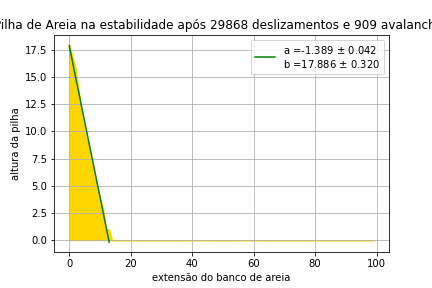 ilha de Areia na estabilidade após 29868 deslizamentos e 909 avalanch
a =-1.389 ± 0.042
b =17.886 ± 0.320
17.5
15.0
12.5
10.0
7.5
5.0
2.5
0.0
altura da pilha
0 20 40 60 80 100
extensão do banco de areia